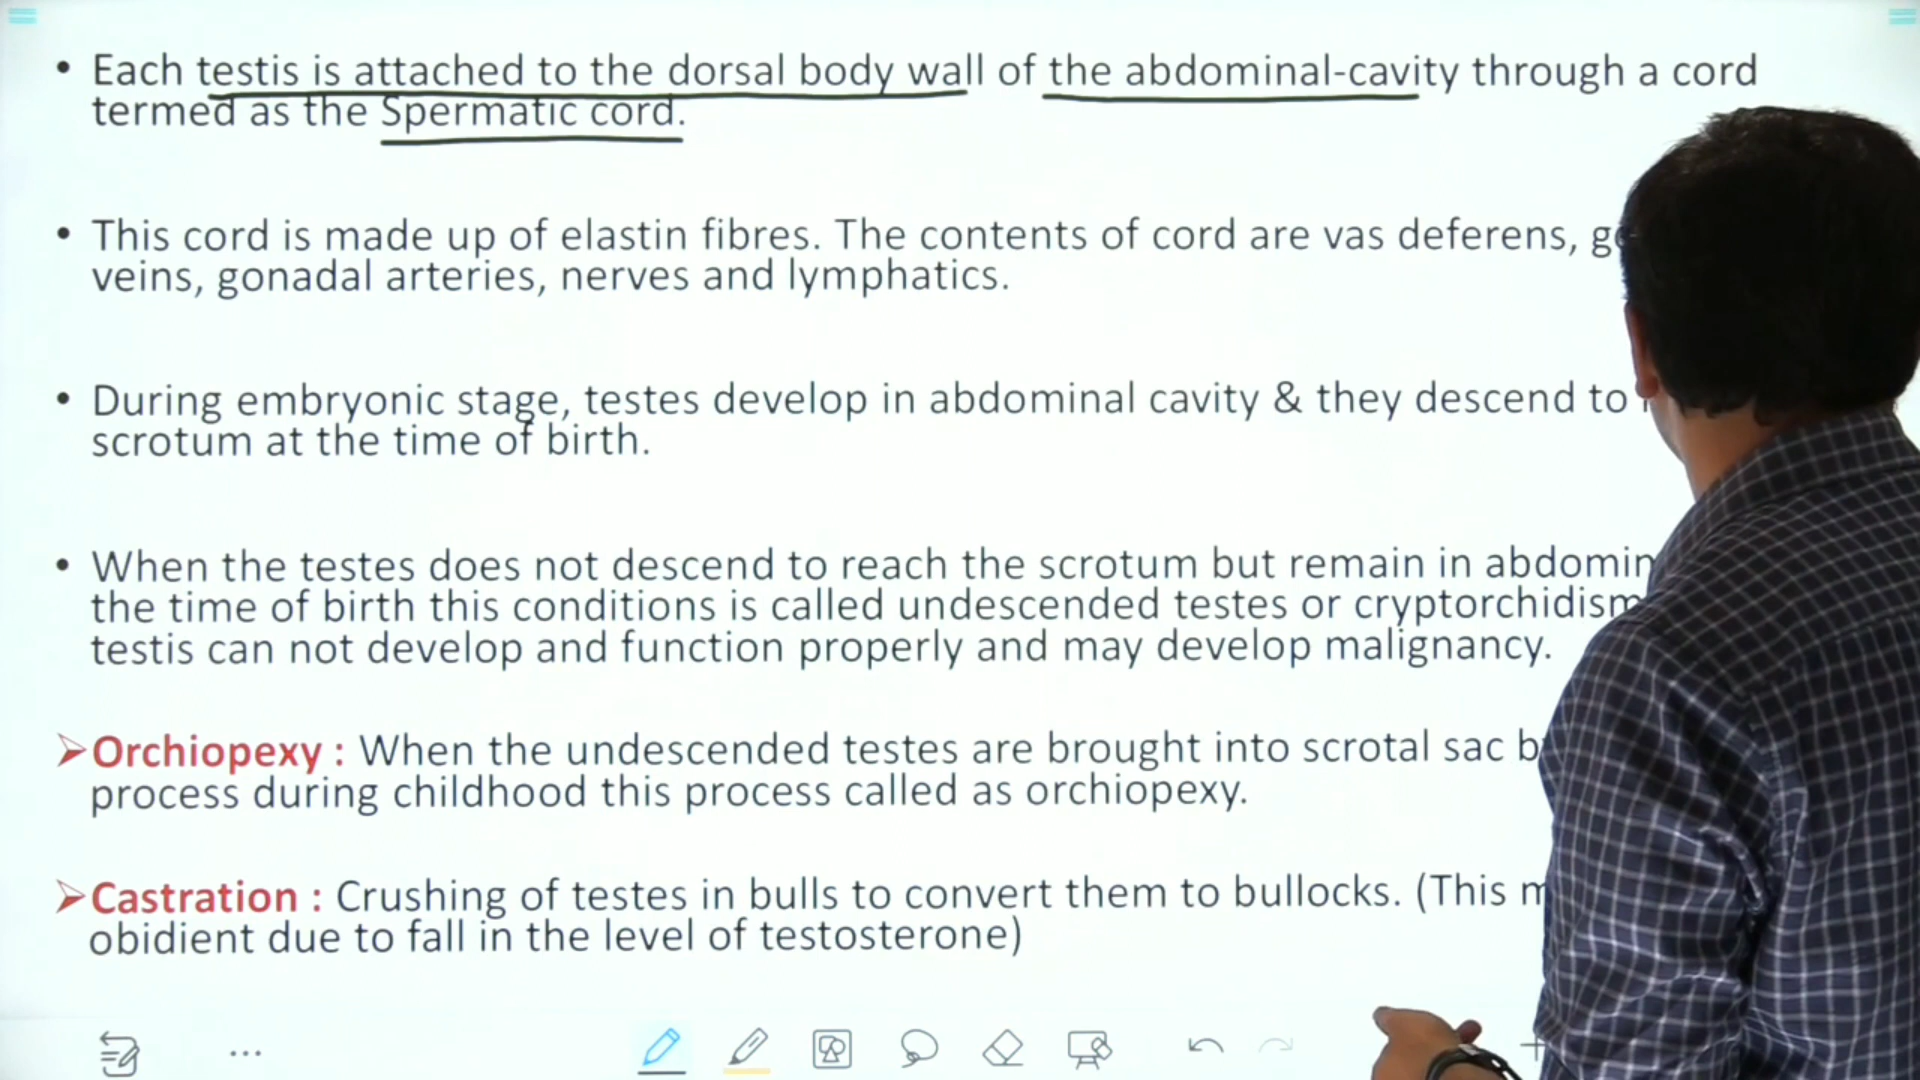 • Each testis is attached to the dorsal body wall of the abdominal-cavity through a cord
termed as the Spermatic cord.
• This cord is made up of elastin fibres. The contents of cord are vas deferens,
veins, gonadal arteries, nerves and lymphatics.
• During embryonic stage, testes develop in abdominal cavity & they descend to
scrotum at the time of birth.
• When the testes does not descend to reach the scrotum but remain in
the time of birth this conditions is called undescended testes or cryptorchidism
testis can not develop and function properly and may develop malignancy.
➢Orchiopexy : When the undescended testes are brought into scrotal sac
process during childhood this process called as orchiopexy.
➢Castration : Crushing of testes in bulls to convert them to bullocks. (This
obidient due to fall in the level of testosterone)